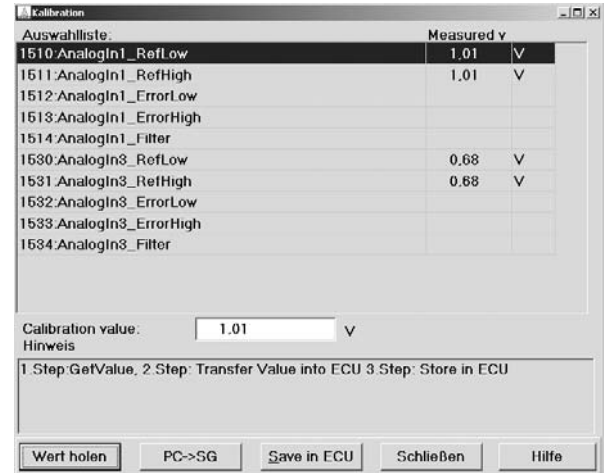 Kalibration
Auswahlliste: Measured v
1510:AnalogIn1_RefLow 1.01 V
1511:AnalogIn1_RefHigh 1.01 V
1512:AnalogIn1_ErrorLow
1513:AnalogIn1_ErrorHigh
1514:AnalogIn1_Filter
1530:AnalogIn3_RefLow 0.68 V
1531:AnalogIn3_RefHigh 0.68 V
1532:AnalogIn3_ErrorLow
1533:AnalogIn3_ErrorHigh
1534:AnalogIn3_Filter
Calibration value: 1.01 V
Hinweis
1.Step:GetValue, 2.Step: Transfer Value into ECU 3.Step: Store in ECU
Wert holen PC->SG Save in ECU Schließen Hilfe